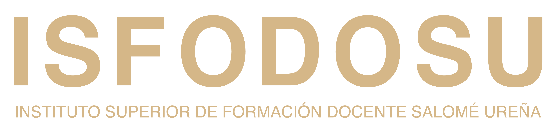 ISFODOSU
INSTITUTO SUPERIOR DE FORMACIÓN DOCENTE SALOMÉ UREÑA